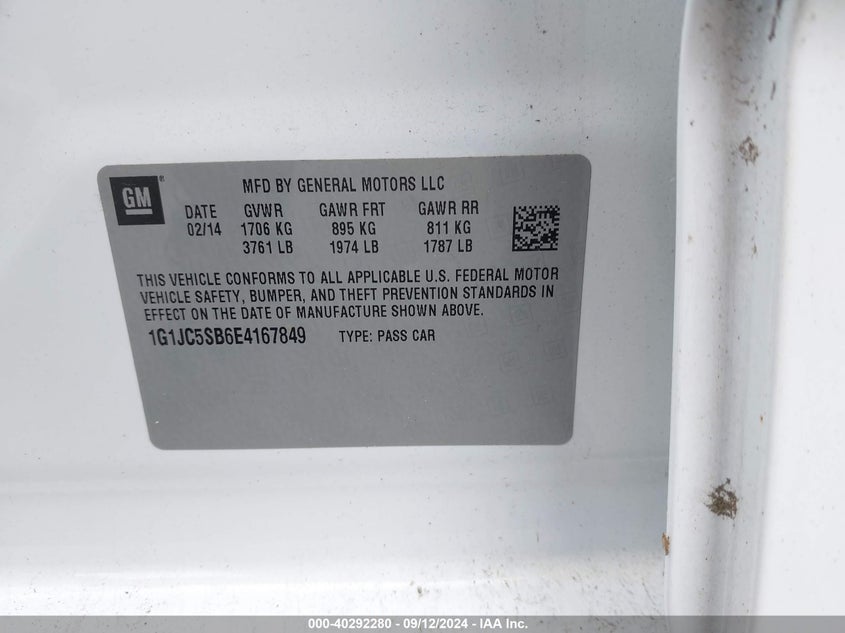 GM
MFD BY GENERAL MOTORS LLC
DATE GVWR GAWR FRT GAWR RR
02/14 1706 KG 895 KG 811 KG
3761 LB 1974 LB 1787 LB
THIS VEHICLE CONFORMS TO ALL APPLICABLE U.S. FEDERAL MOTOR
VEHICLE SAFETY, BUMPER, AND THEFT PREVENTION STANDARDS IN
EFFECT ON THE DATE OF MANUFACTURE SHOWN ABOVE.
1G1JC5SB6E4167849 TYPE: PASS CAR
000-40292280 - 09/12/2024 - IAA Inc.